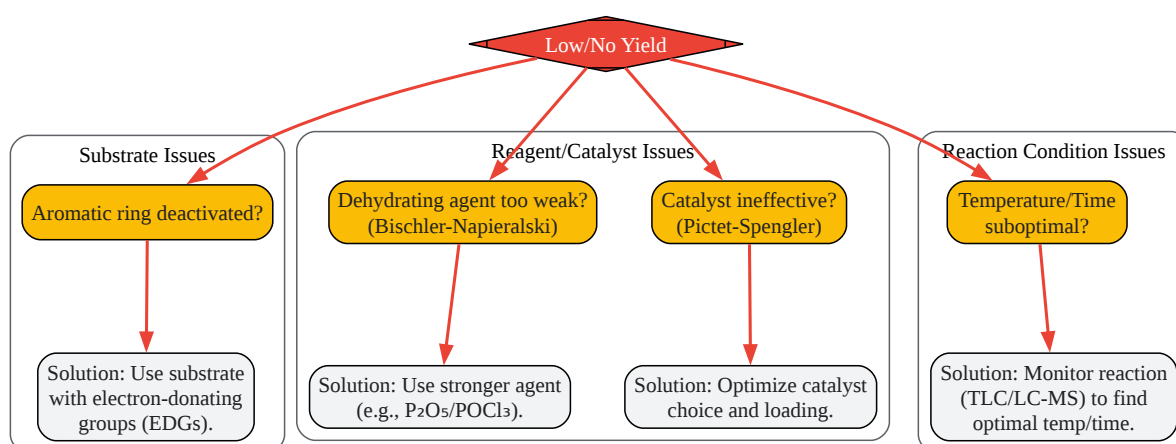 Low/No Yield
Substrate Issues
Aromatic ring deactivated?
Solution: Use substrate
with electron-donating
groups (EDGs).
Reagent/Catalyst Issues
Dehydrating agent too weak?
(Bischler-Napieralski)
Solution: Use stronger agent
(e.g., P₂O₅/POCl₃).
Catalyst ineffective?
(Pictet-Spengler)
Solution: Optimize catalyst
choice and loading.
Reaction Condition Issues
Temperature/Time
suboptimal?
Solution: Monitor reaction
(TLC/LC-MS) to find
optimal temp/time.